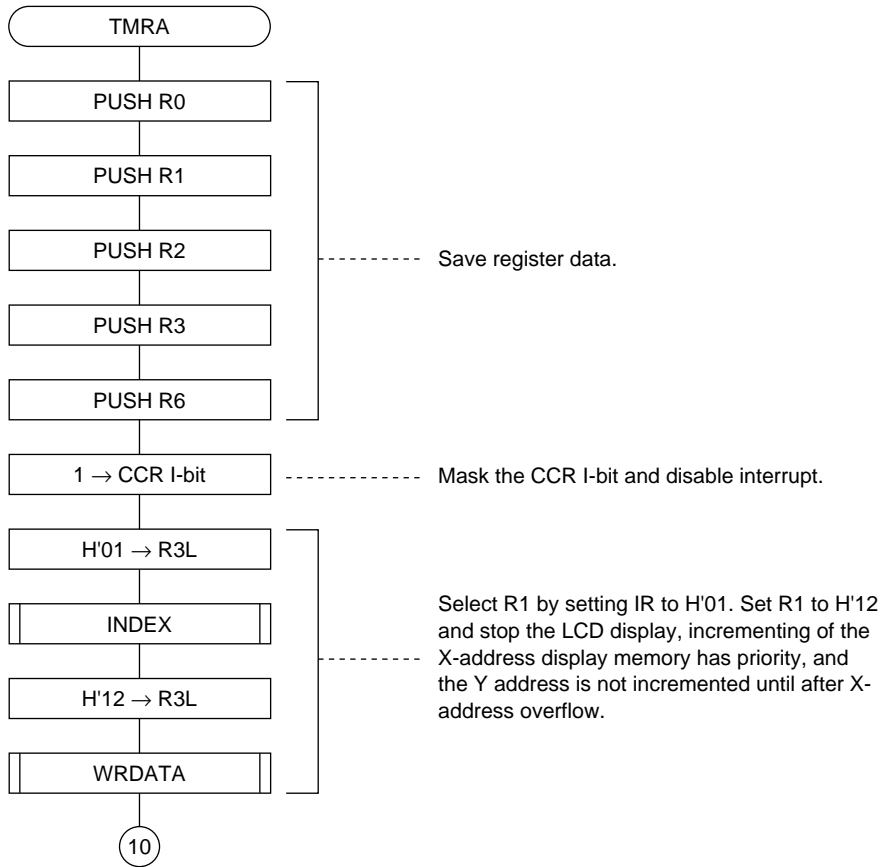 TMRA
PUSH R0
PUSH R1
PUSH R2
Save register data.
PUSH R3
PUSH R6
1 → CCR I-bit
Mask the CCR I-bit and disable interrupt.
H'01 → R3L
INDEX
Select R1 by setting IR to H'01. Set R1 to H'12
and stop the LCD display, incrementing of the
X-address display memory has priority, and
the Y address is not incremented until after X-
address overflow.
H'12 → R3L
WRDATA
10